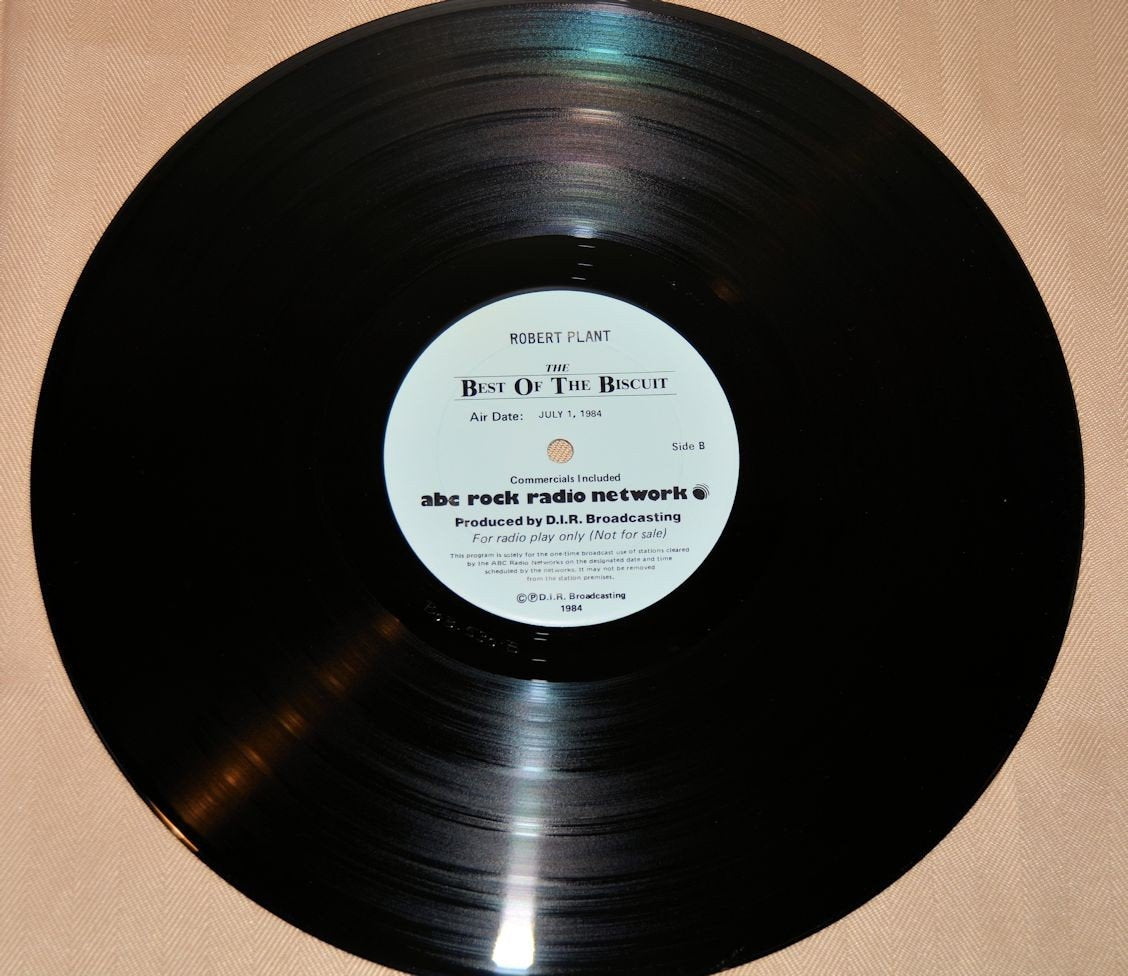 ROBERT PLANT
THE
BEST OF THE BISCUIT
Air Date: JULY 1, 1984
Side B
Commercials Included
abc rock radio network
Produced by D.I.R. Broadcasting
For radio play only (Not for sale)
This program is solely for the one-time broadcast use of stations cleared
by the ABC Radio Networks on the designated date and time
scheduled by the networks. It may not be removed
from the station premises.
©℗D.I.R. Broadcasting
1984